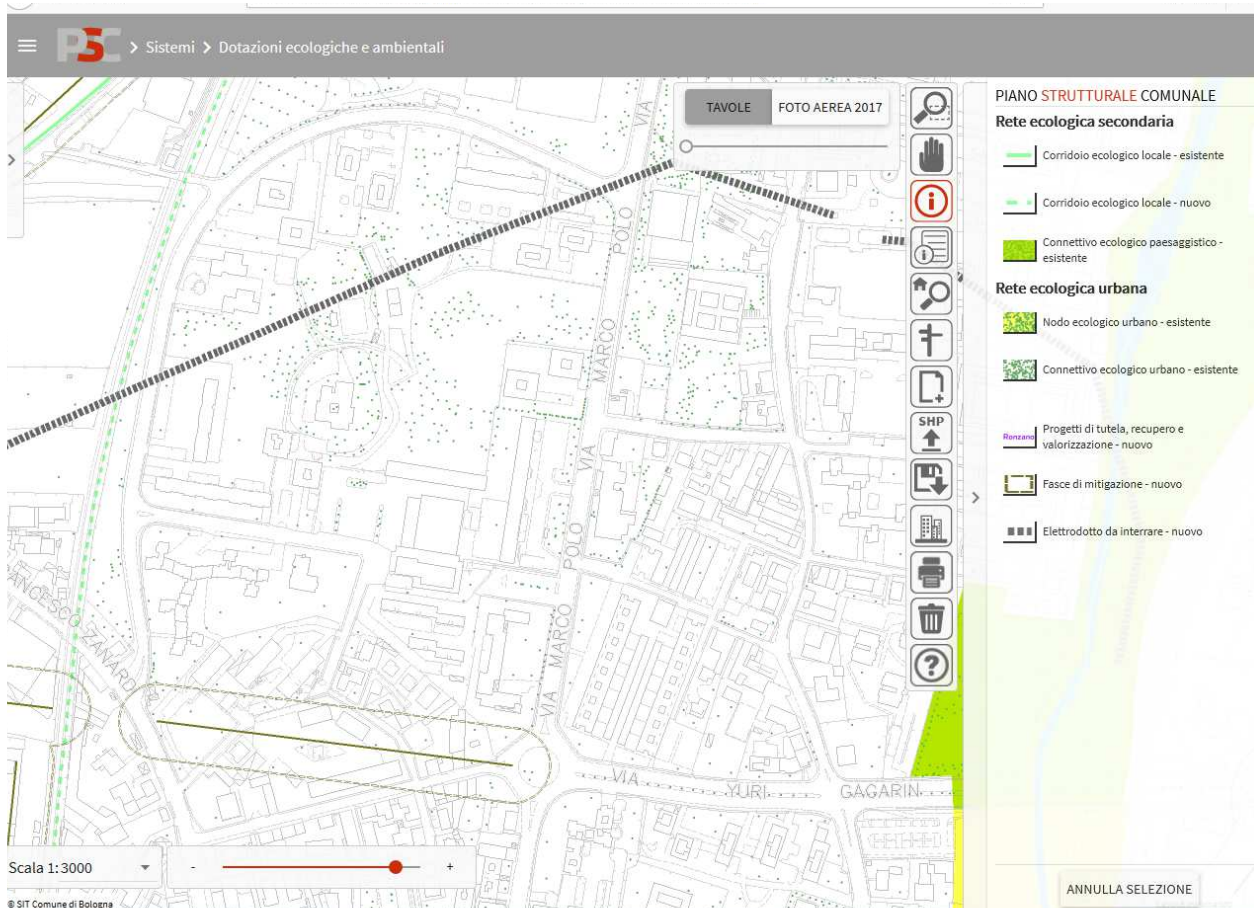 PSC > Sistemi > Dotazioni ecologiche e ambientali
TAVOLE
FOTO AEREA 2017
SHP
VIA
MARCO
POLO
VIA
POLO
MARCO
VIA
VIA
YURI
GAGARIN
Scala 1:3000
-
+
© SIT Comune di Bologna
PIANO STRUTTURALE COMUNALE
Rete ecologica secondaria
Corridoio ecologico locale - esistente
Corridoio ecologico locale - nuovo
Connettivo ecologico paesaggistico -
esistente
Rete ecologica urbana
Nodo ecologico urbano - esistente
Connettivo ecologico urbano - esistente
Ronzano
Progetti di tutela, recupero e
valorizzazione - nuovo
Fasce di mitigazione - nuovo
Elettrodotto da interrare - nuovo
ANNULLA SELEZIONE